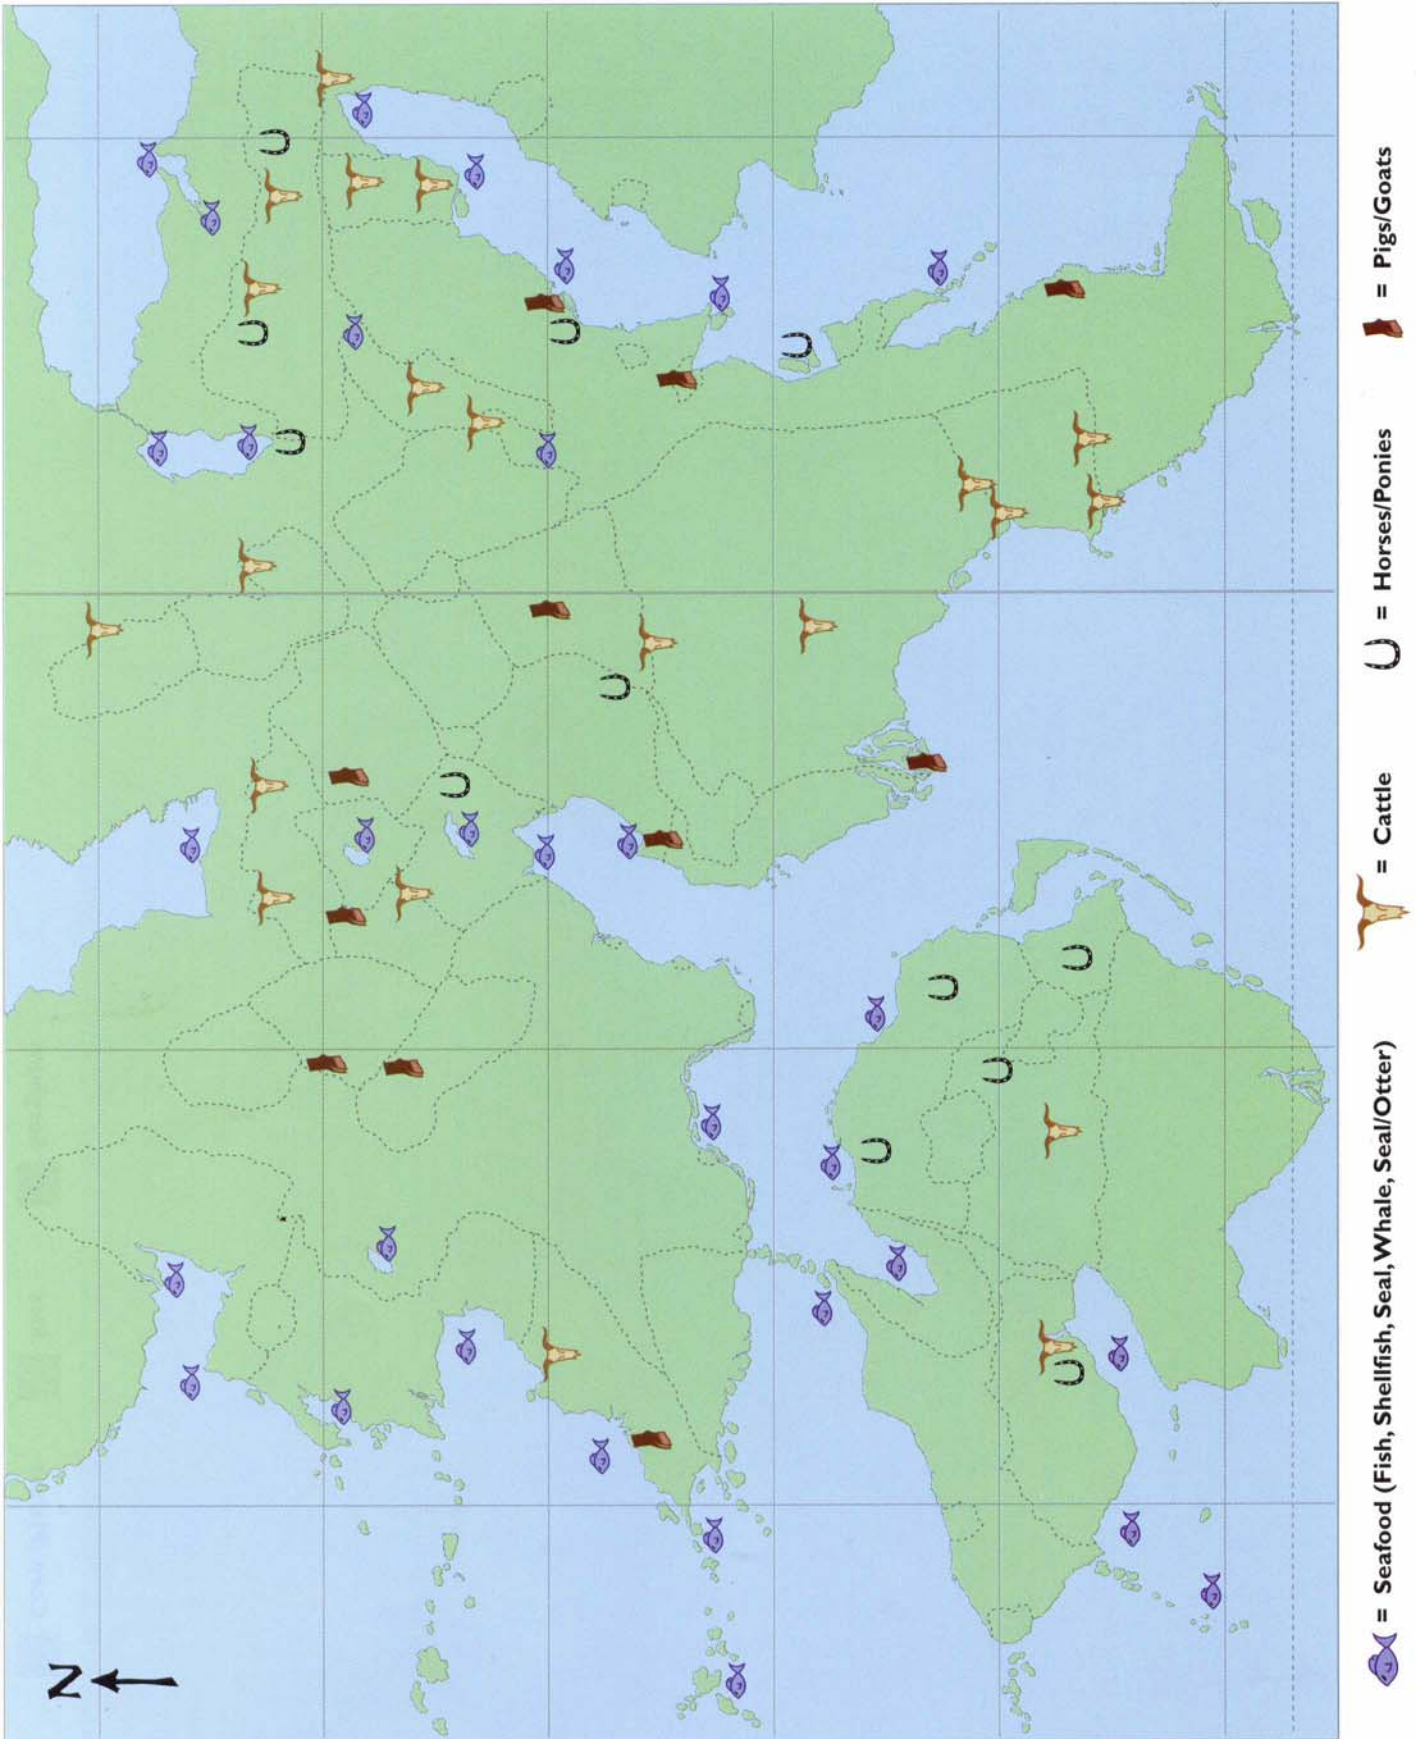 N
= Seafood (Fish, Shellfish, Seal, Whale, Seal/Otter)
= Cattle
= Horses/Ponies
= Pigs/Goats